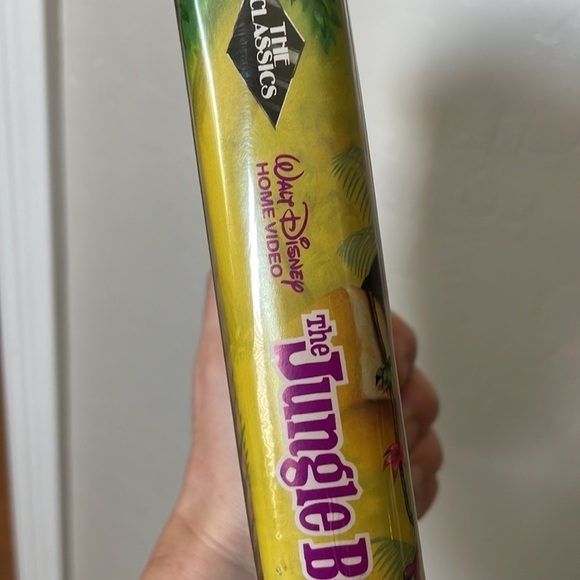 THE
CLASSICS
WALT DISNEY
HOME VIDEO
The
Jungle B